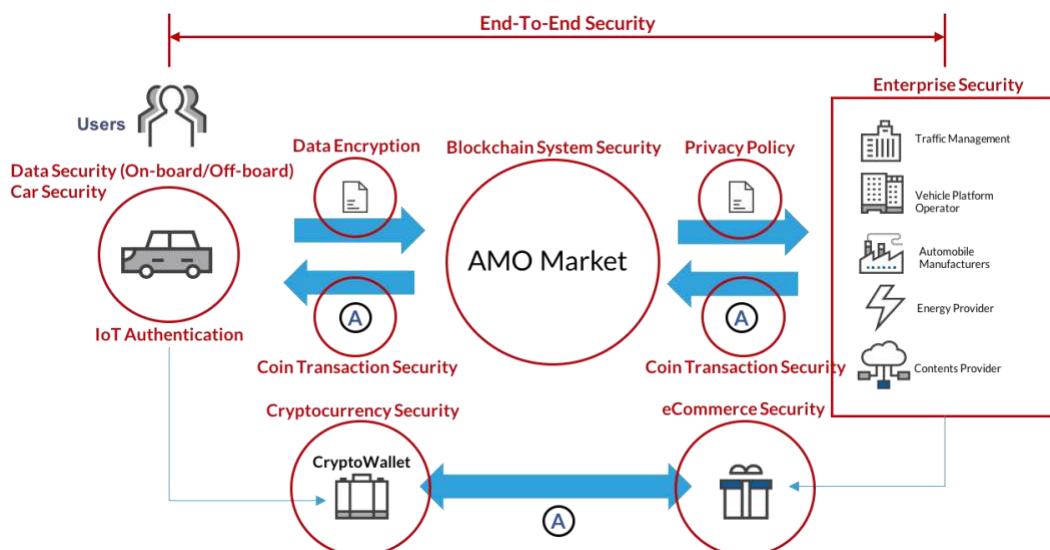 End-To-End Security
Enterprise Security
Users
Data Encryption
Blockchain System Security
Privacy Policy
Traffic Management
Data Security (On-board/Off-board)
Car Security
Vehicle Platform
Operator
AMO Market
Automobile
Manufacturers
IoT Authentication
A
A
Energy Provider
Coin Transaction Security
Coin Transaction Security
Contents Provider
Cryptocurrency Security
eCommerce Security
CryptoWallet
A